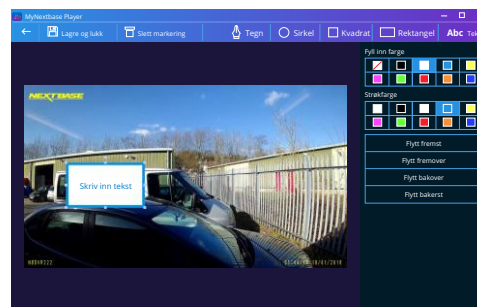 MyNextbase Player
Lagre og lukk
Slett markering
Tegn
Sirkel
Kvadrat
Rektangel
Abc
Fyll inn farge
Strøkfarge
Flytt fremst
Flytt fremover
Flytt bakover
Flytt bakerst
NEXTBASE
Skriv inn tekst